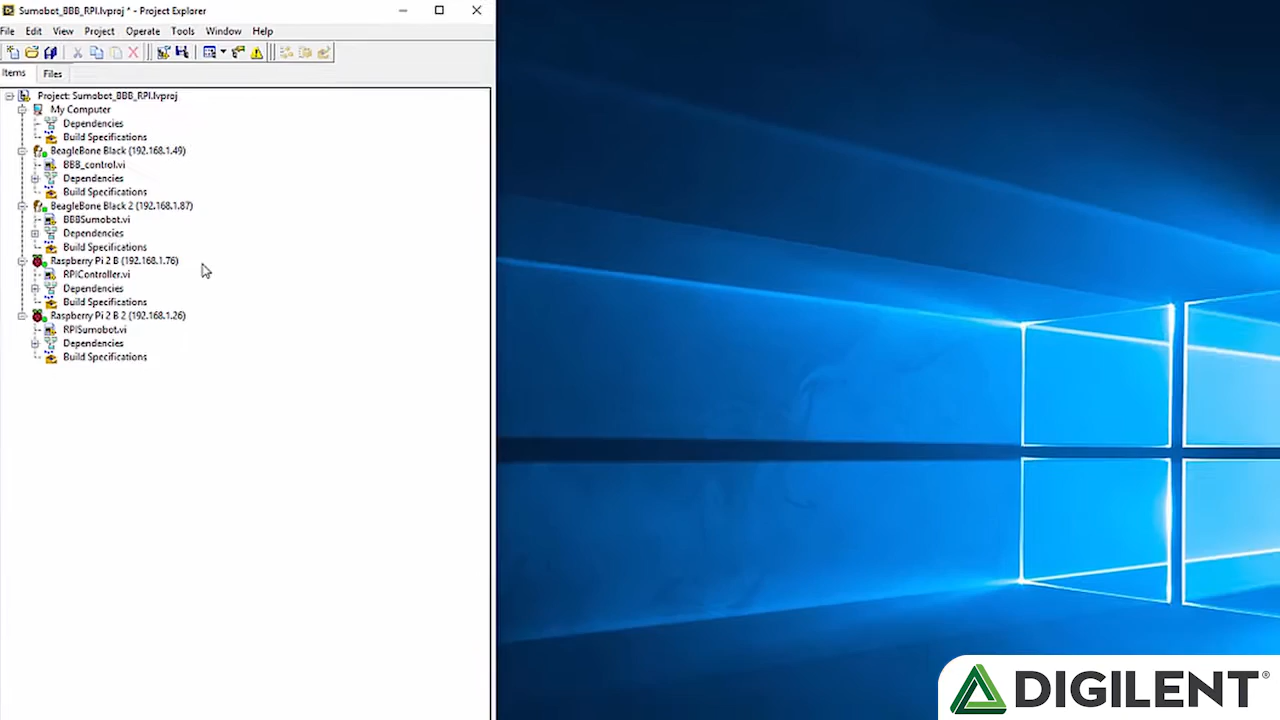 Sumobot_BBB_RPI.lvproj * - Project Explorer
File Edit View Project Operate Tools Window Help
Items Files
Project: Sumobot_BBB_RPI.lvproj
My Computer
Dependencies
Build Specifications
BeagleBone Black (192.168.1.49)
BBB_control.vi
Dependencies
Build Specifications
BeagleBone Black 2 (192.168.1.87)
BBBSumobot.vi
Dependencies
Build Specifications
Raspberry Pi 2 B (192.168.1.76)
RPIController.vi
Dependencies
Build Specifications
Raspberry Pi 2 B 2 (192.168.1.26)
RPISumobot.vi
Dependencies
Build Specifications
DIGILENT®